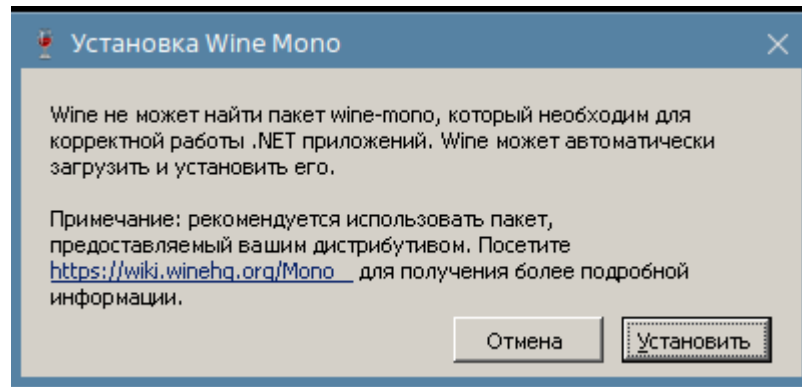 Установка Wine Mono
Wine не может найти пакет wine-mono, который необходим для
корректной работы .NET приложений. Wine может автоматически
загрузить и установить его.
Примечание: рекомендуется использовать пакет,
предоставляемый вашим дистрибутивом. Посетите
https://wiki.winehq.org/Mono для получения более подробной
информации.
Отмена Установить